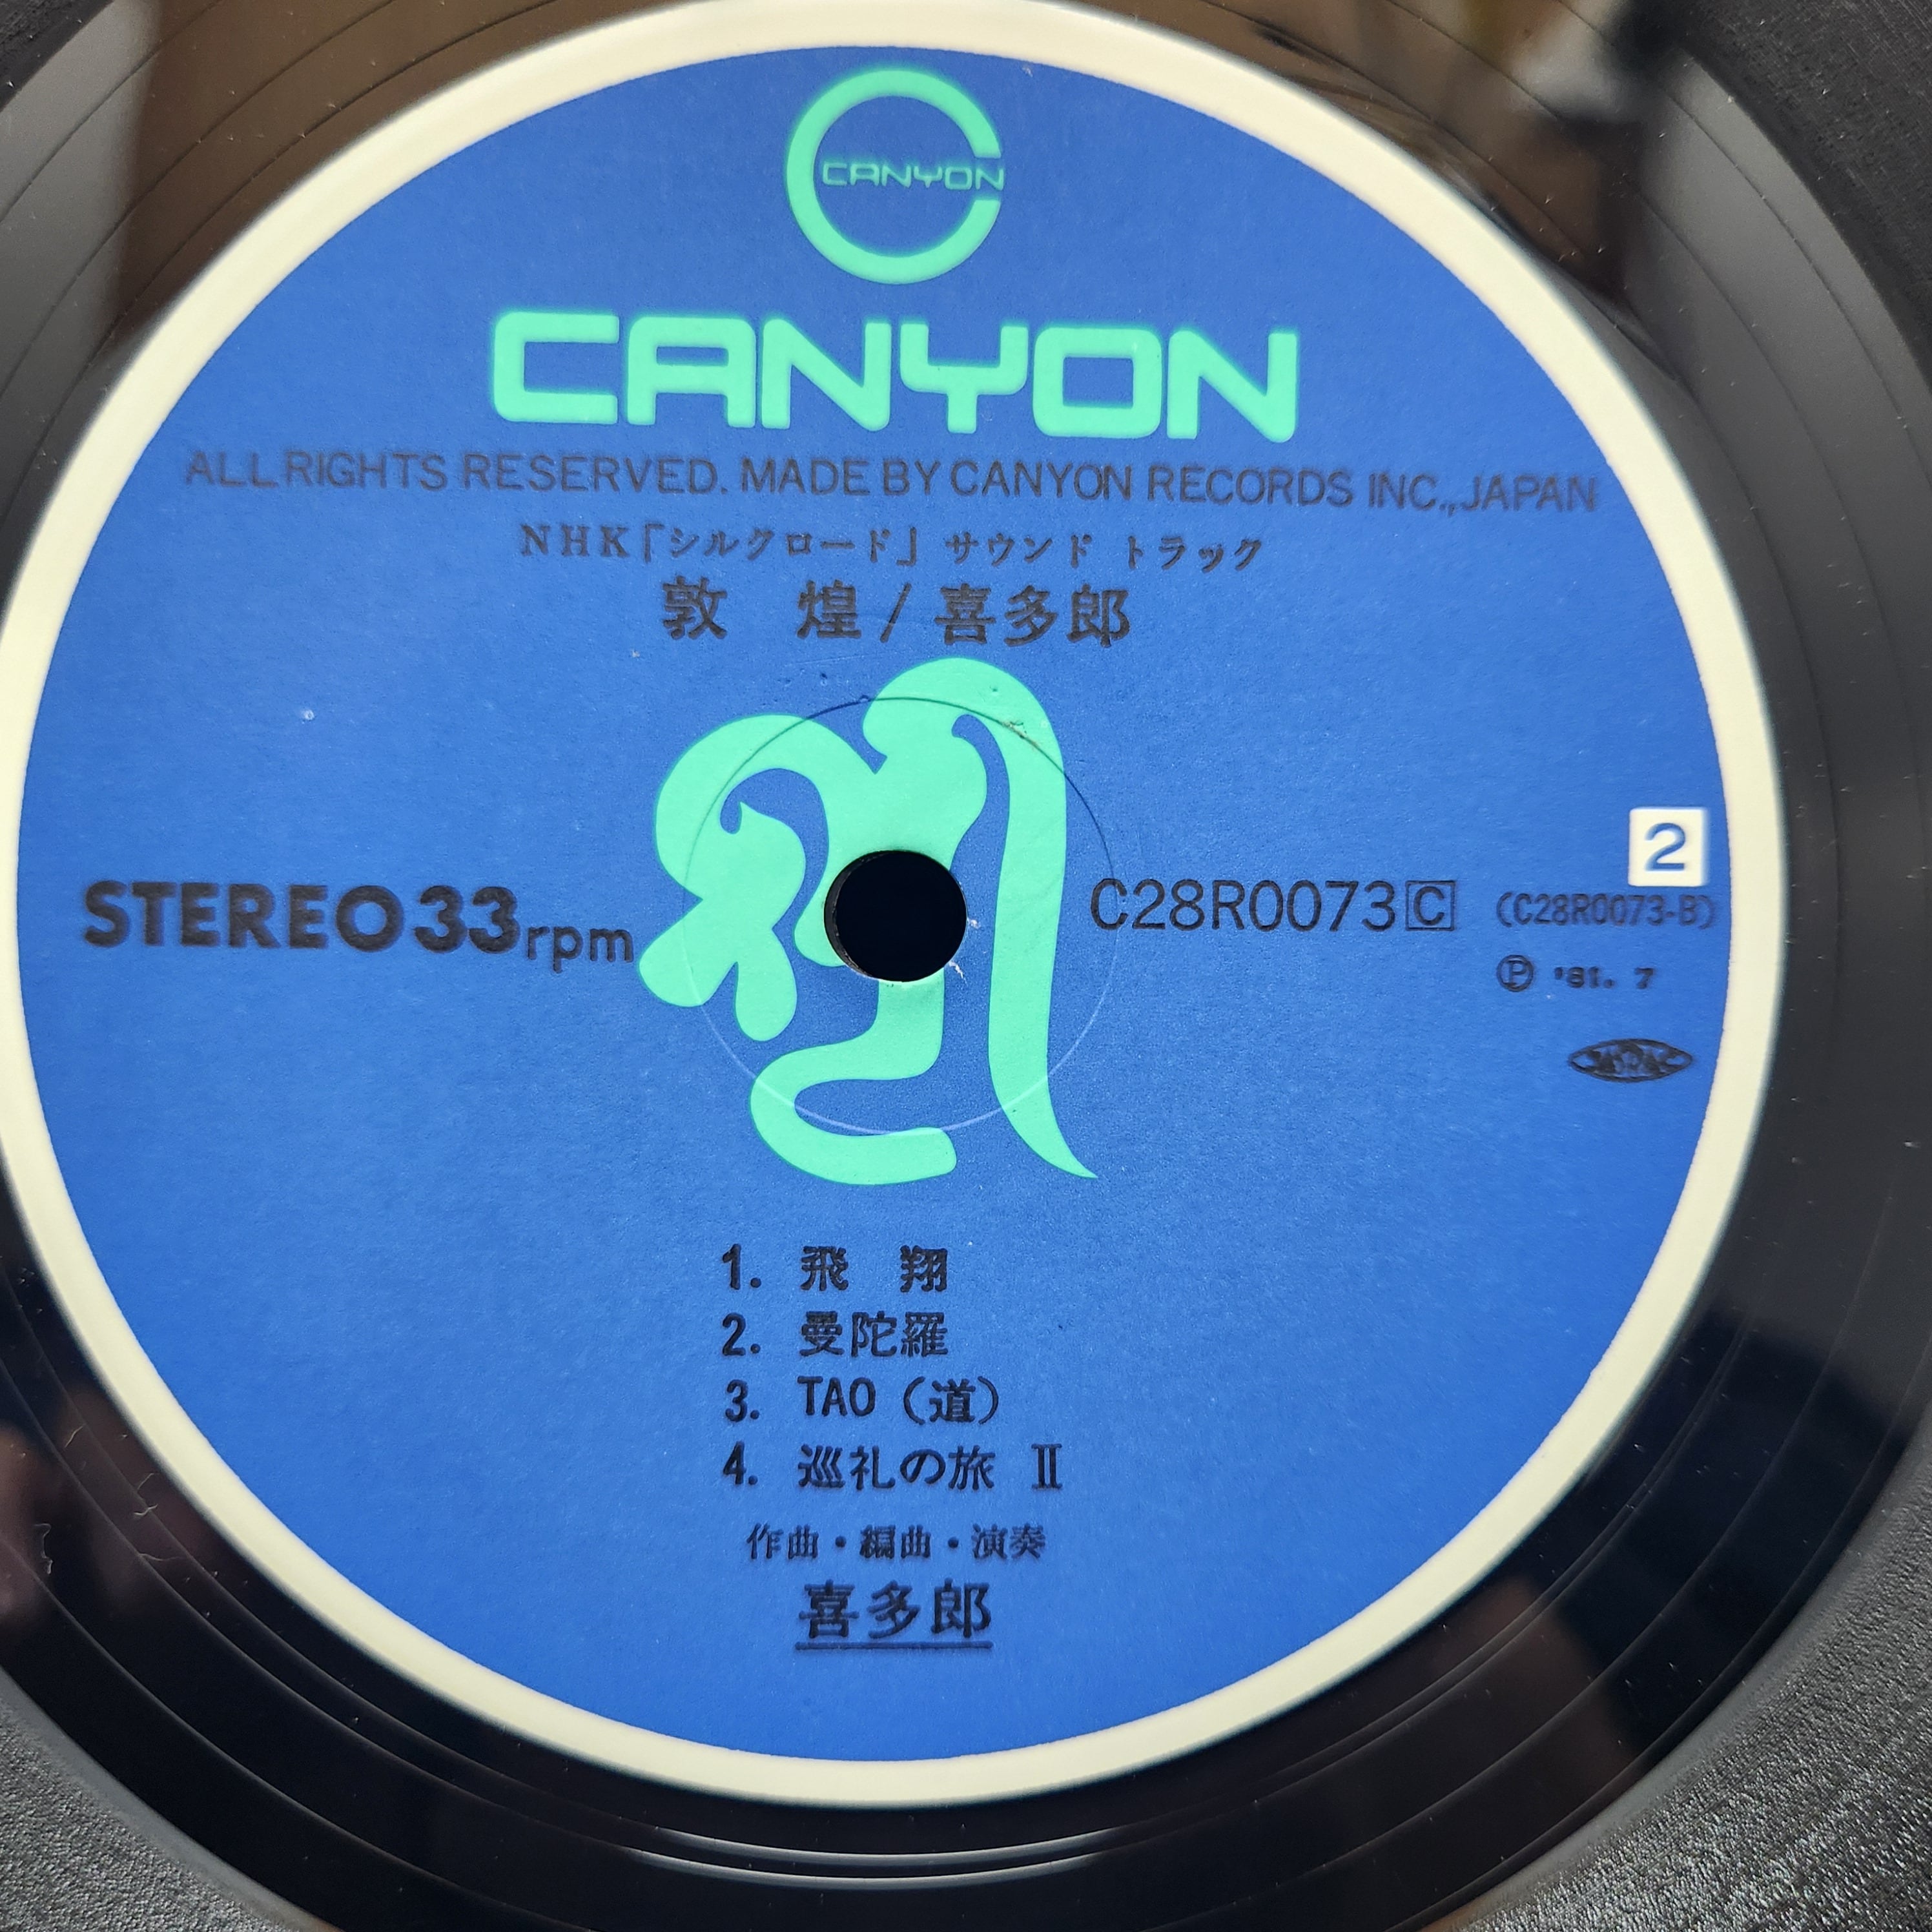 CANYON
CANYON
ALL RIGHTS RESERVED. MADE BY CANYON RECORDS INC., JAPAN
NHK「シルクロード」サウンド トラック
敦 煌 / 喜多郎
2
STEREO 33 rpm
C28R0073 C (C28R0073-B)
Ⓟ '81. 7
1. 飛 翔
2. 曼陀羅
3. TAO (道)
4. 巡礼の旅 Ⅱ
作曲・編曲・演奏
喜多郎